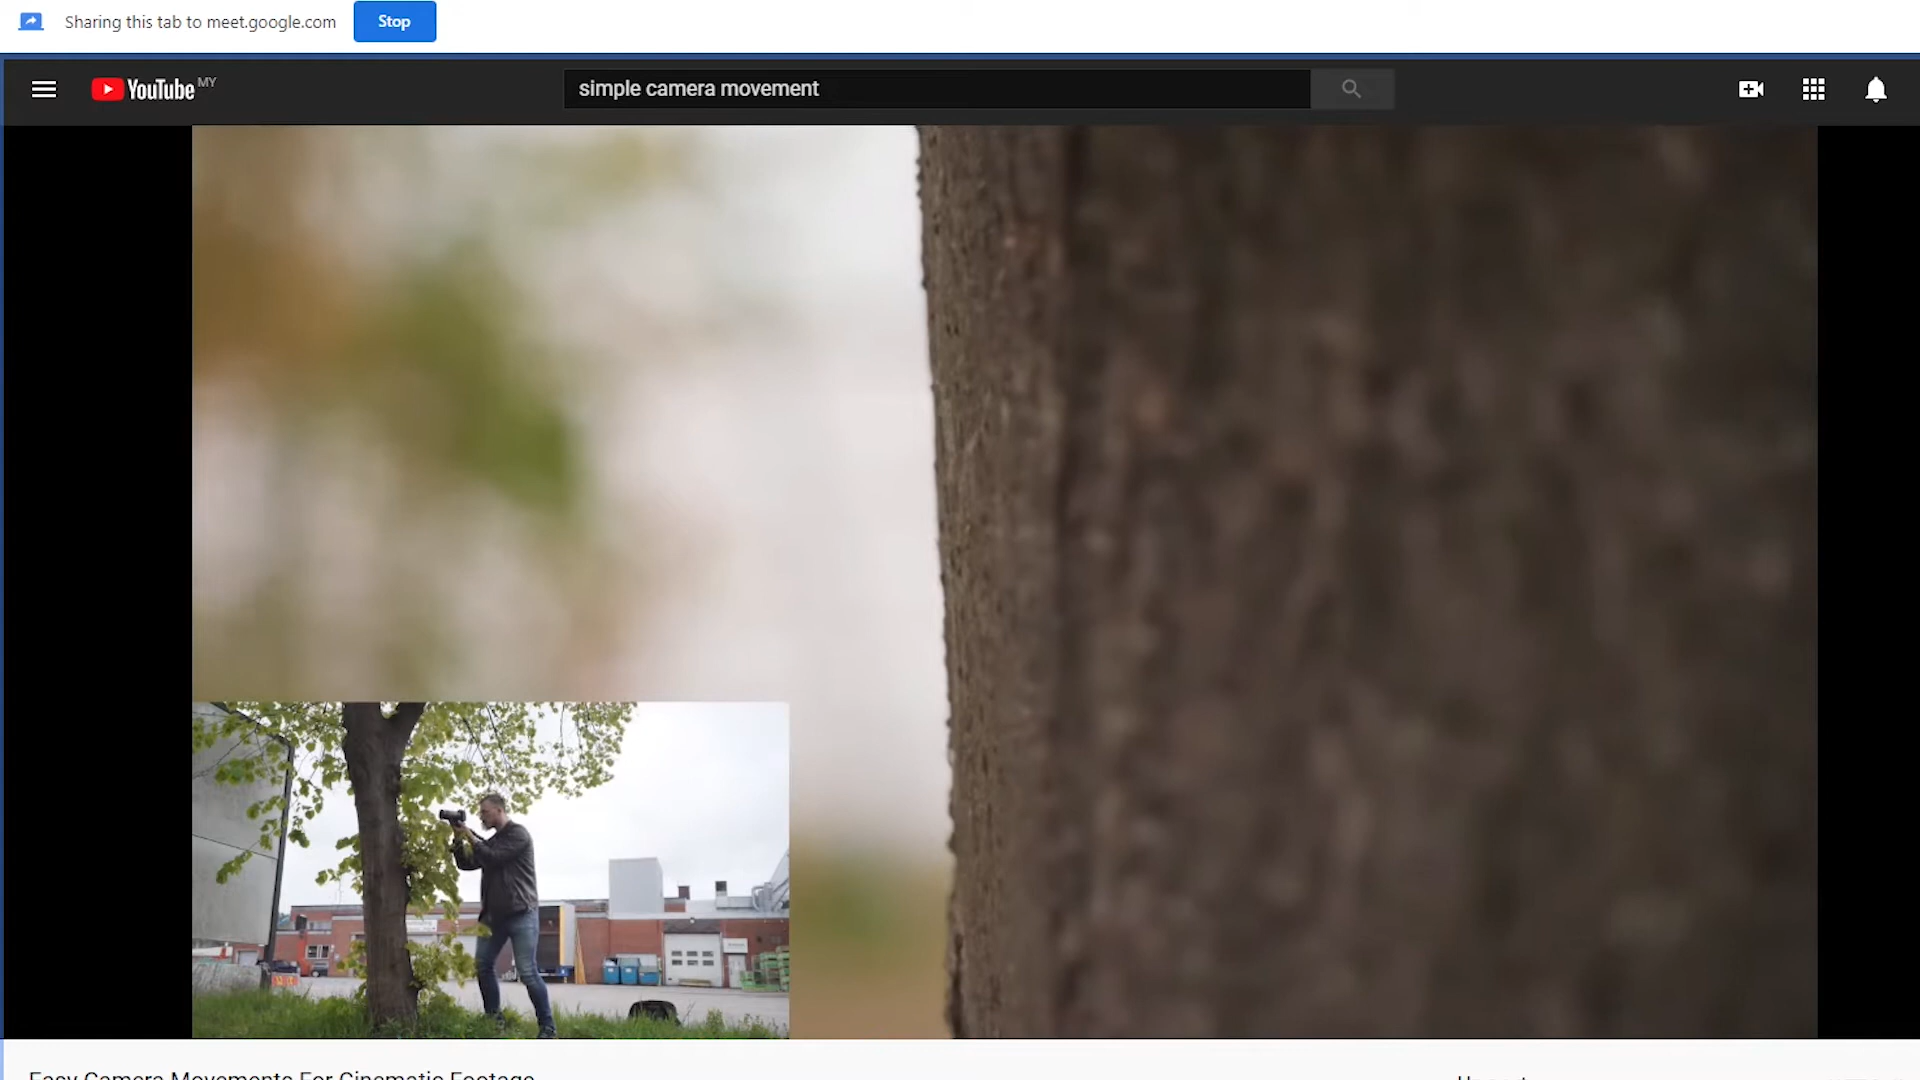 Sharing this tab to meet.google.com
Stop
YouTube MY
simple camera movement
Easy Camera Movements For Cinematic Footage